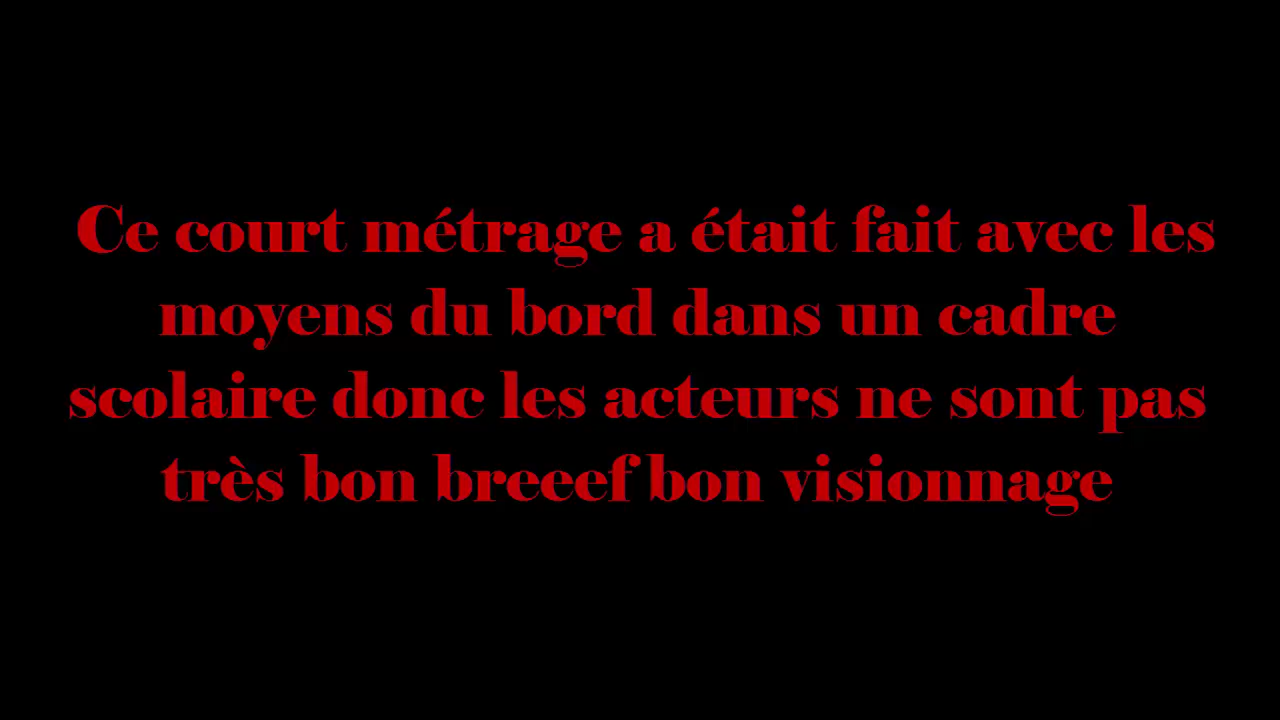 Ce court métrage a était fait avec les
moyens du bord dans un cadre
scolaire donc les acteurs ne sont pas
très bon breeef bon visionnage